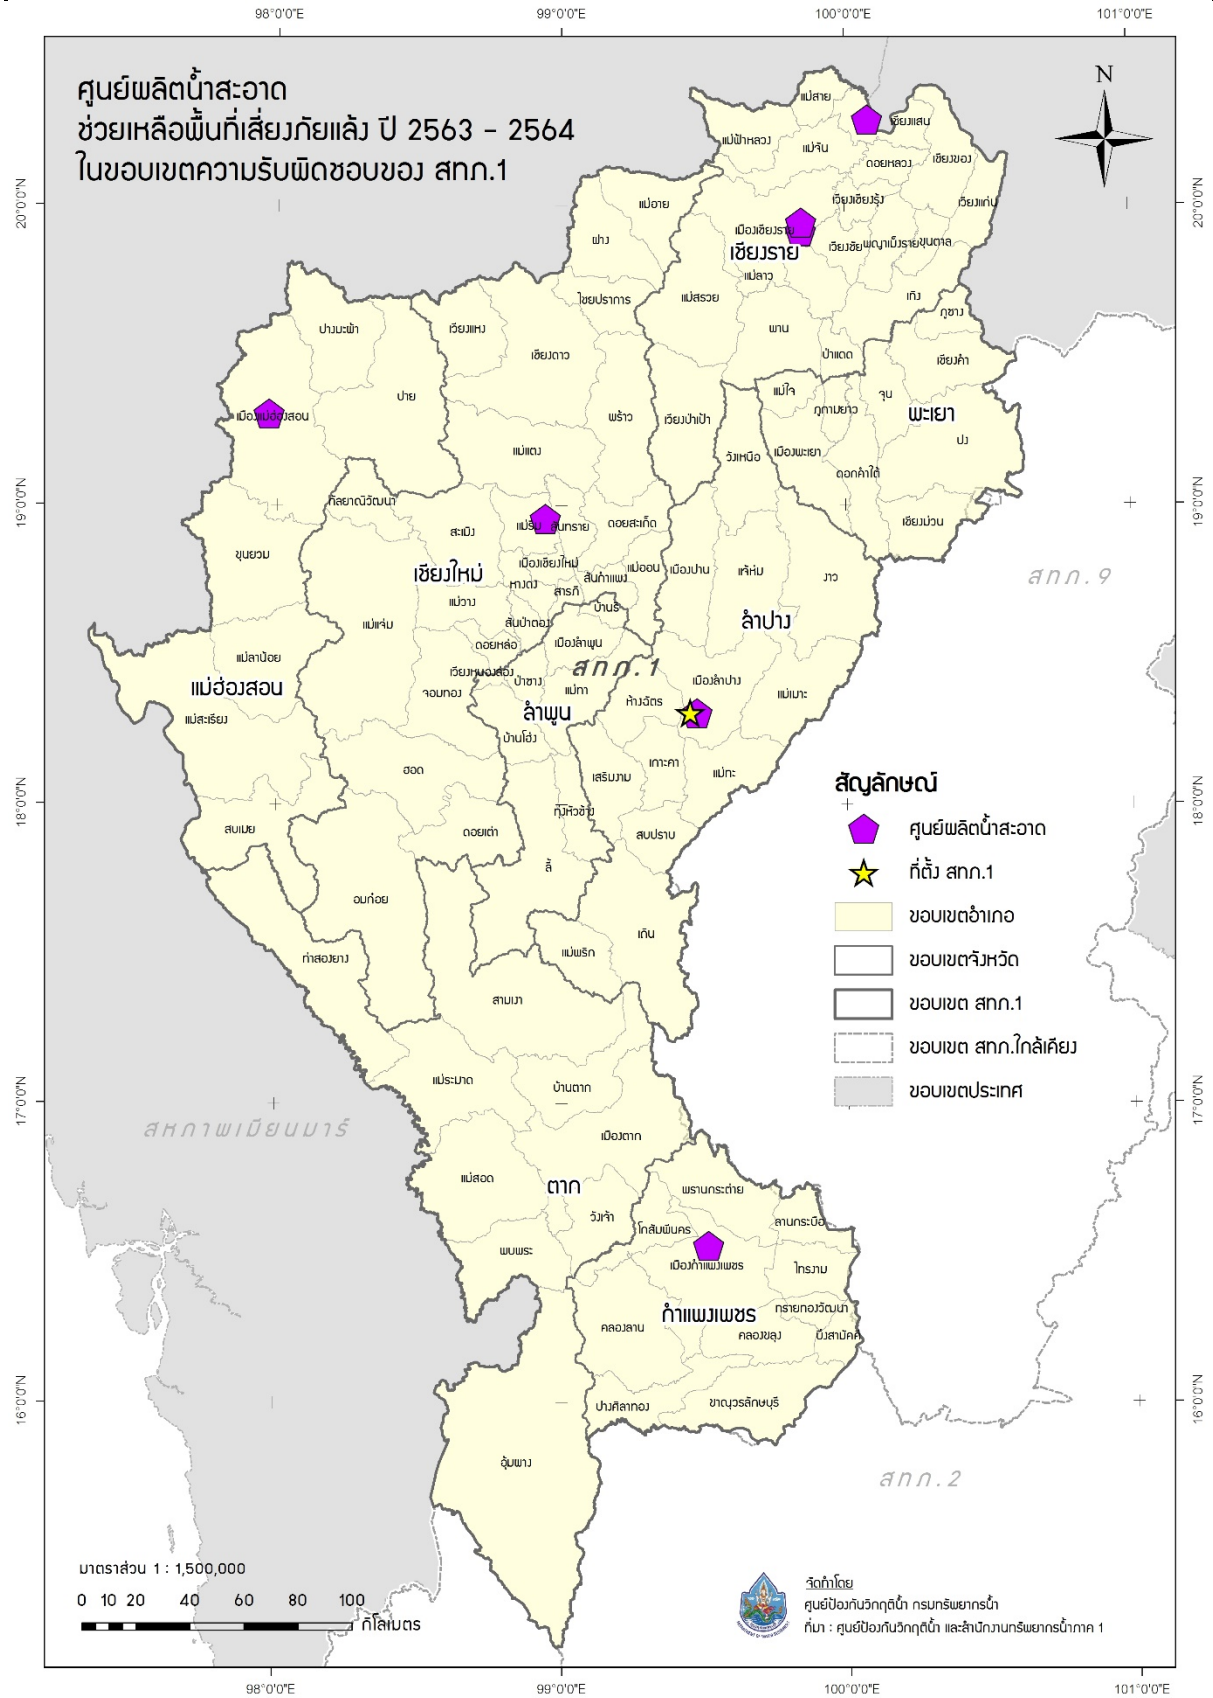 98°0'0"E
99°0'0"E
100°0'0"E
101°0'0"E
ศูนย์ผลิตน้ำสะอาด
ช่วยเหลือพื้นที่เสี่ยงภัยแล้ง ปี 2563 - 2564
ในขอบเขตความรับผิดชอบของ สทภ.1
N
20°0'0"N
20°0'0"N
19°0'0"N
19°0'0"N
18°0'0"N
18°0'0"N
17°0'0"N
17°0'0"N
16°0'0"N
16°0'0"N
แม่สาย
เชียงแสน
แม่ฟ้าหลวง
แม่จัน
ดอยหลวง
เชียงของ
แม่อาย
เวียงเชียงรุ้ง
เวียงแก่น
ฝาง
เมืองเชียงราย
เชียงราย
เวียงชัย
พญาเม็งราย
ขุนตาล
แม่ลาว
ไชยปราการ
แม่สรวย
เทิง
ภูซาง
ปางมะผ้า
เวียงแหง
เชียงดาว
พาน
ป่าแดด
เชียงคำ
ปาย
แม่ใจ
จุน
ภูกามยาว
พะเยา
เมืองแม่ฮ่องสอน
พร้าว
เวียงป่าเป้า
ปง
แม่แตง
วังเหนือ
เมืองพะเยา
ดอกคำใต้
กัลยาณิวัฒนา
สะเมิง
แม่ริม
สันทราย
ดอยสะเก็ด
เชียงม่วน
ขุนยวม
เชียงใหม่
เมืองเชียงใหม่
แม่ออน
เมืองปาน
แจ้ห่ม
งาว
สทภ.9
หางดง
สันกำแพง
สารภี
แม่วาง
บ้านธิ
แม่แจ่ม
สันป่าตอง
ลำปาง
ดอยหล่อ
เมืองลำพูน
แม่ลาน้อย
เวียงหนองล่อง
สทภ.1
แม่ฮ่องสอน
จอมทอง
ป่าซาง
แม่ทา
เมืองลำปาง
แม่เมาะ
ห้างฉัตร
แม่สะเรียง
ลำพูน
บ้านโฮ่ง
ฮอด
เสริมงาม
เกาะคา
แม่ทะ
ทุ่งหัวช้าง
สบเมย
ดอยเต่า
สบปราบ
ลี้
อมก๋อย
เถิน
ท่าสองยาง
แม่พริก
สามเงา
แม่ระมาด
บ้านตาก
สหภาพเมียนมาร์
เมืองตาก
แม่สอด
ตาก
พรานกระต่าย
วังเจ้า
ลานกระบือ
โกสัมพีนคร
พบพระ
เมืองกำแพงเพชร
ไทรงาม
กำแพงเพชร
ทรายทองวัฒนา
คลองลาน
คลองขลุง
บึงสามัคคี
ปางศิลาทอง
ขาณุวรลักษบุรี
อุ้มผาง
สทภ.2
สัญลักษณ์
ศูนย์ผลิตน้ำสะอาด
ที่ตั้ง สทภ.1
ขอบเขตอำเภอ
ขอบเขตจังหวัด
ขอบเขต สทภ.1
ขอบเขต สทภ.ใกล้เคียง
ขอบเขตประเทศ
มาตราส่วน 1 : 1,500,000
0 10 20 40 60 80 100
กิโลเมตร
จัดทำโดย
ศูนย์ป้องกันวิกฤติน้ำ กรมทรัพยากรน้ำ
ที่มา : ศูนย์ป้องกันวิกฤติน้ำ และสำนักงานทรัพยากรน้ำภาค 1
98°0'0"E
99°0'0"E
100°0'0"E
101°0'0"E